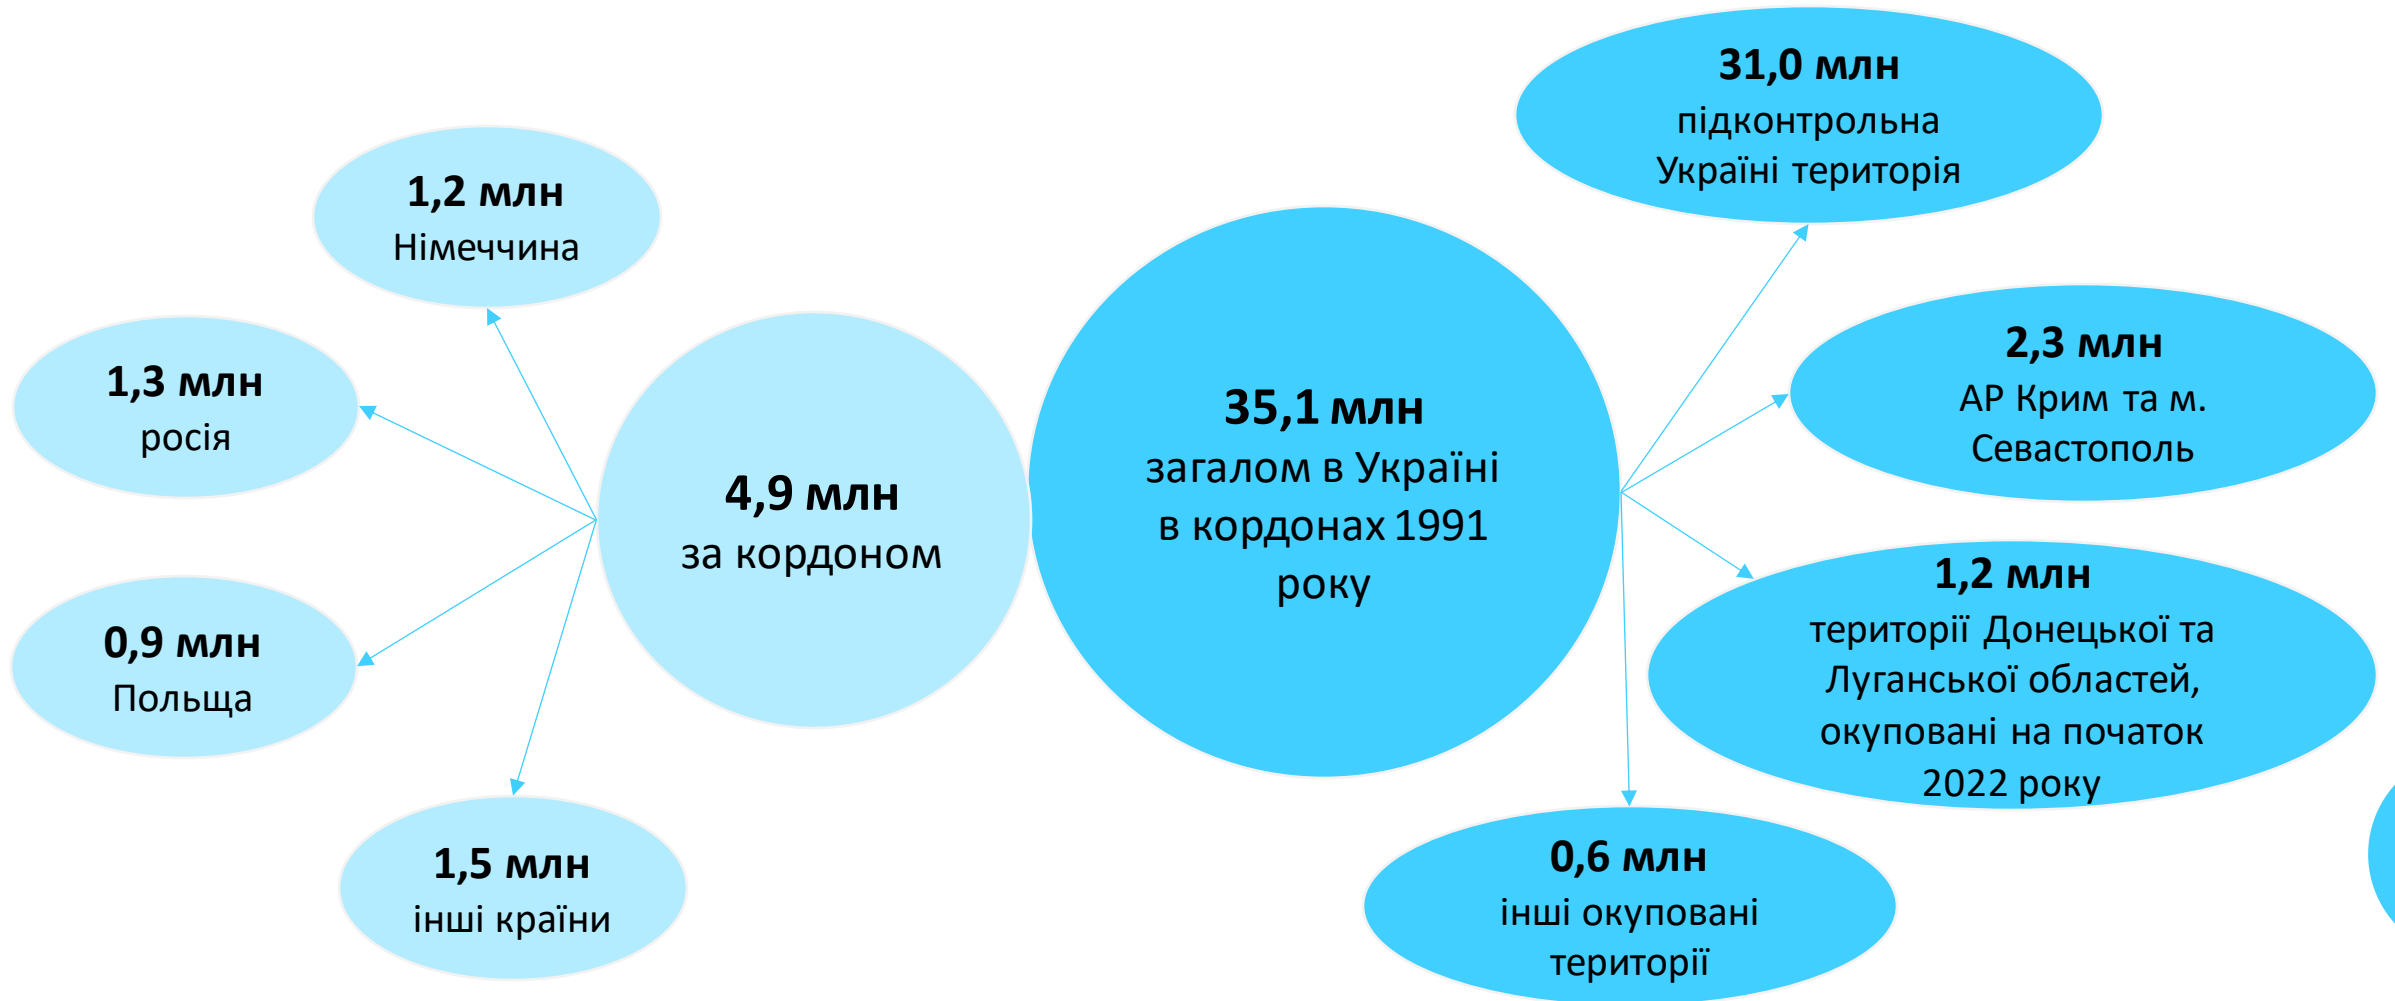 1,2 млн
Німеччина
1,3 млн
росія
0,9 млн
Польща
1,5 млн
інші країни
4,9 млн
за кордоном
35,1 млн
загалом в Україні
в кордонах 1991
року
31,0 млн
підконтрольна
Україні територія
2,3 млн
АР Крим та м.
Севастополь
1,2 млн
території Донецької та
Луганської областей,
окуповані на початок
2022 року
0,6 млн
інші окуповані
території